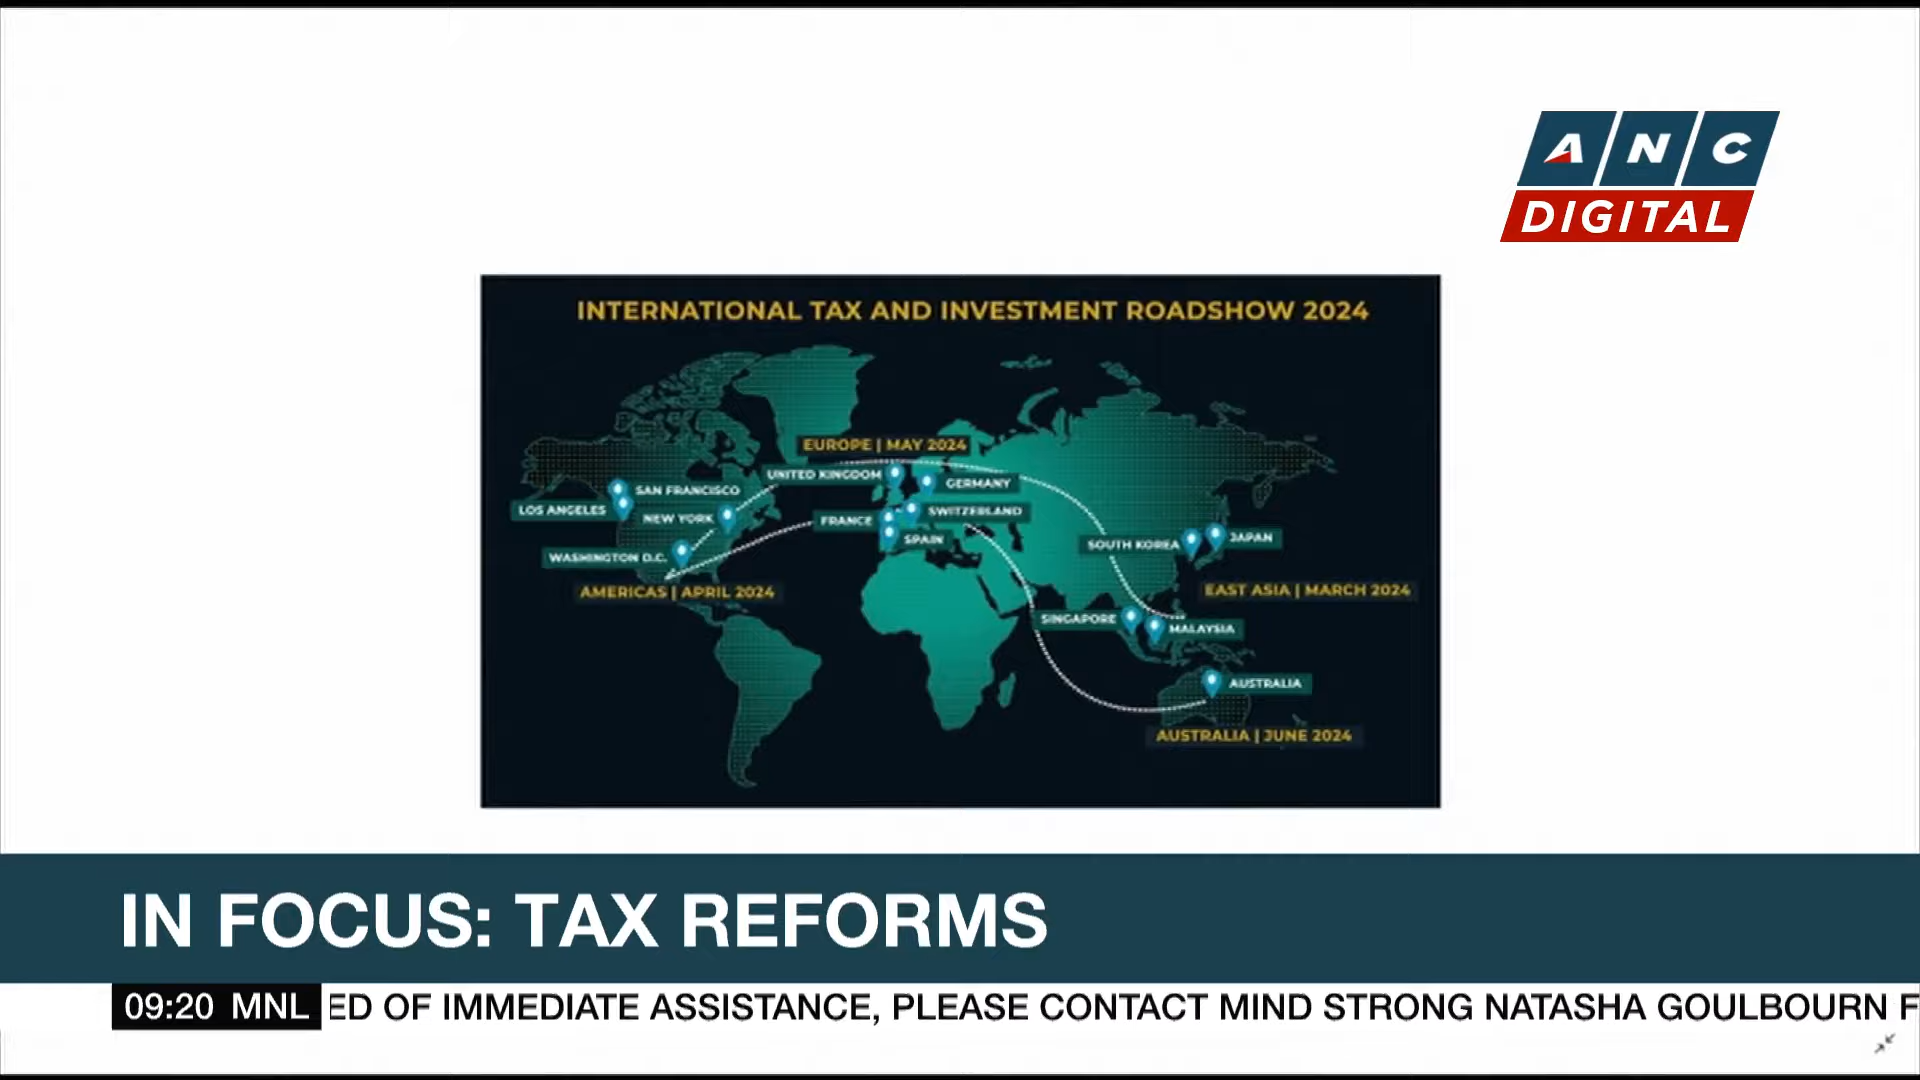 ANC
DIGITAL
INTERNATIONAL TAX AND INVESTMENT ROADSHOW 2024
EUROPE | MAY 2024
UNITED KINGDOM
GERMANY
SAN FRANCISCO
LOS ANGELES
NEW YORK
FRANCE
SWITZERLAND
SPAIN
WASHINGTON D.C.
SOUTH KOREA
JAPAN
AMERICAS | APRIL 2024
EAST ASIA | MARCH 2024
SINGAPORE
MALAYSIA
AUSTRALIA
AUSTRALIA | JUNE 2024
IN FOCUS: TAX REFORMS
09:20 MNL ED OF IMMEDIATE ASSISTANCE, PLEASE CONTACT MIND STRONG NATASHA GOULBOURN F